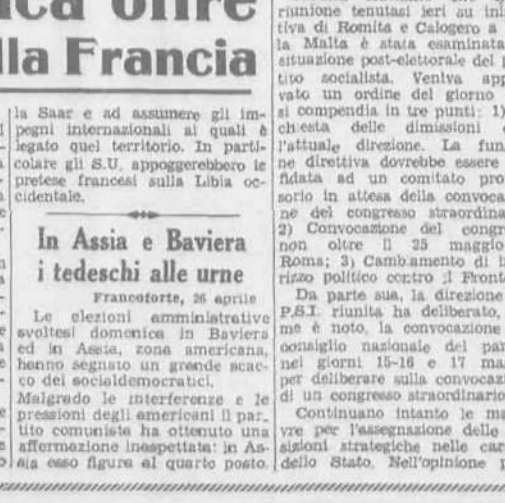 ica oltre
lla Francia
la Saar e ad assumere gli im-
pegni internazionali ai quali è
legato quel territorio. In parti-
colare gli S.U. appoggerebbero le
pretese francesi sulla Libia oc-
cidentale.
In Assia e Baviera
i tedeschi alle urne
Francoforte, 26 aprile
Le elezioni amministrative
svoltesi domenica in Baviera
ed in Assia, zona americana,
hanno segnato un grande scac-
co dei socialdemocratici.
Malgrado le interferenze e le
pressioni degli americani il par-
tito comunista ha ottenuto una
affermazione inaspettata: in As-
sia esso figura al quarto posto.
riunione tenutasi ieri su ini
tiva di Romita e Calogero a
la Malta è stata esaminata
situazione post-elettorale del p
tito socialista. Veniva app
vato un ordine del giorno
si compendia in tre punti: 1)
chiesta delle dimissioni
l'attuale direzione. La fun
ne direttiva dovrebbe essere
fidata ad un comitato pro
sorio in attesa della convoca
ne del congresso straordina
2) Convocazione del congr
non oltre il 25 maggio
Roma; 3) Cambiamento di i
rizzo politico contro il Front
Da parte sua, la direzione
P.S.I. riunita ha deliberato,
me è noto, la convocazione
consiglio nazionale del par
nei giorni 15-16 e 17 ma
per deliberare sulla convocaz
di un congresso straordinario
Continuano intanto le ma
vre per l'assegnazione delle
sizioni strategiche nelle car
dello Stato. Nell'opinione p